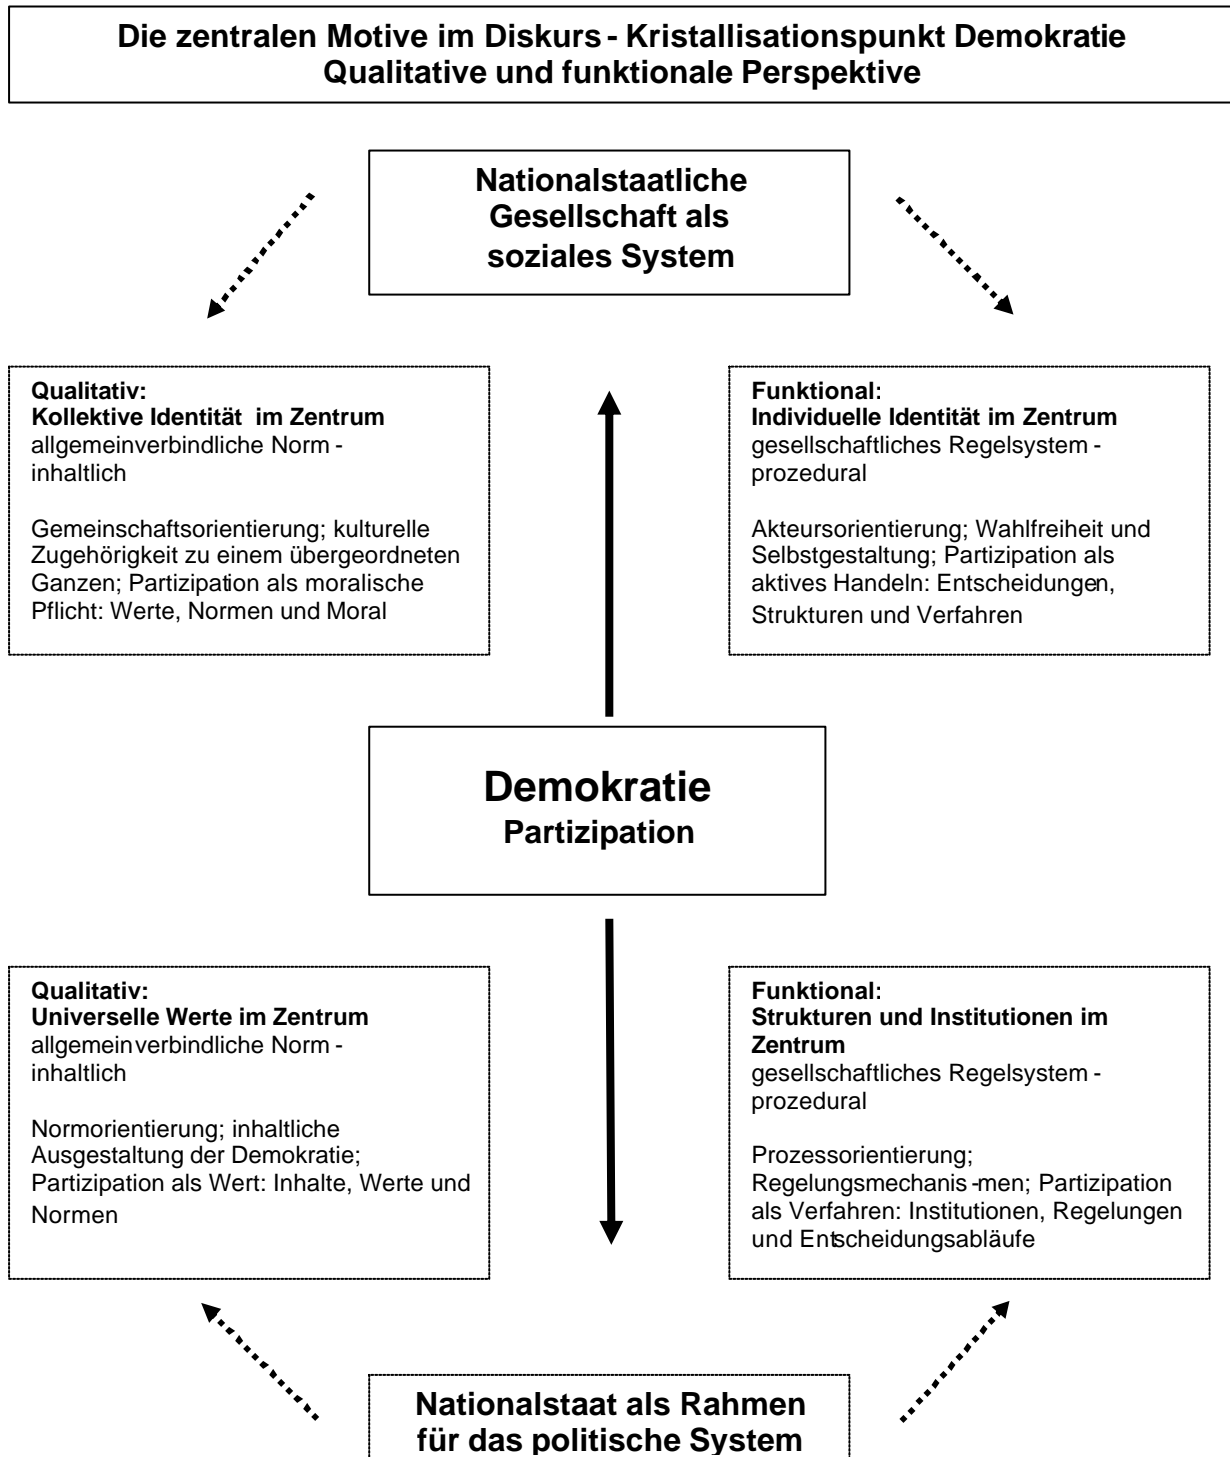 Die zentralen Motive im Diskurs - Kristallisationspunkt Demokratie
Qualitative und funktionale Perspektive
Nationalstaatliche
Gesellschaft als
soziales System
Qualitativ:
Kollektive Identität im Zentrum
allgemeinverbindliche Norm -
inhaltlich
Gemeinschaftsorientierung; kulturelle
Zugehörigkeit zu einem übergeordneten
Ganzen; Partizipation als moralische
Pflicht: Werte, Normen und Moral
Funktional:
Individuelle Identität im Zentrum
gesellschaftliches Regelsystem -
prozedural
Akteursorientierung; Wahlfreiheit und
Selbstgestaltung; Partizipation als
aktives Handeln: Entscheidungen,
Strukturen und Verfahren
Demokratie
Partizipation
Qualitativ:
Universelle Werte im Zentrum
allgemeinverbindliche Norm -
inhaltlich
Normorientierung; inhaltliche
Ausgestaltung der Demokratie;
Partizipation als Wert: Inhalte, Werte und
Normen
Funktional:
Strukturen und Institutionen im
Zentrum
gesellschaftliches Regelsystem -
prozedural
Prozessorientierung;
Regelungsmechanis-men; Partizipation
als Verfahren: Institutionen, Regelungen
und Entscheidungsabläufe
Nationalstaat als Rahmen
für das politische System